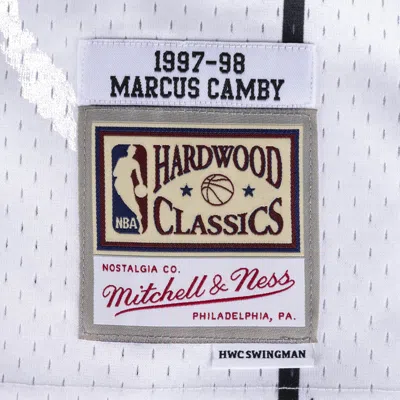 1997-98
MARCUS CAMBY
HARDWOOD
NBA
CLASSICS
NOSTALGIA CO.
Mitchell & Ness
PHILADELPHIA, PA.
HWC SWINGMAN